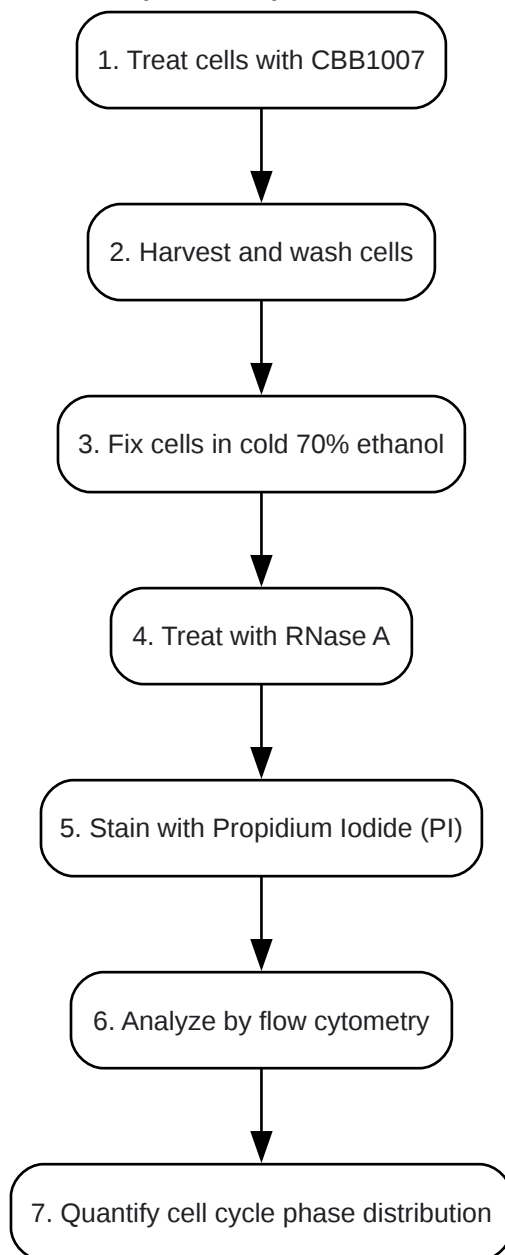 1. Treat cells with CBB1007
2. Harvest and wash cells
3. Fix cells in cold 70% ethanol
4. Treat with RNase A
5. Stain with Propidium Iodide (PI)
6. Analyze by flow cytometry
7. Quantify cell cycle phase distribution